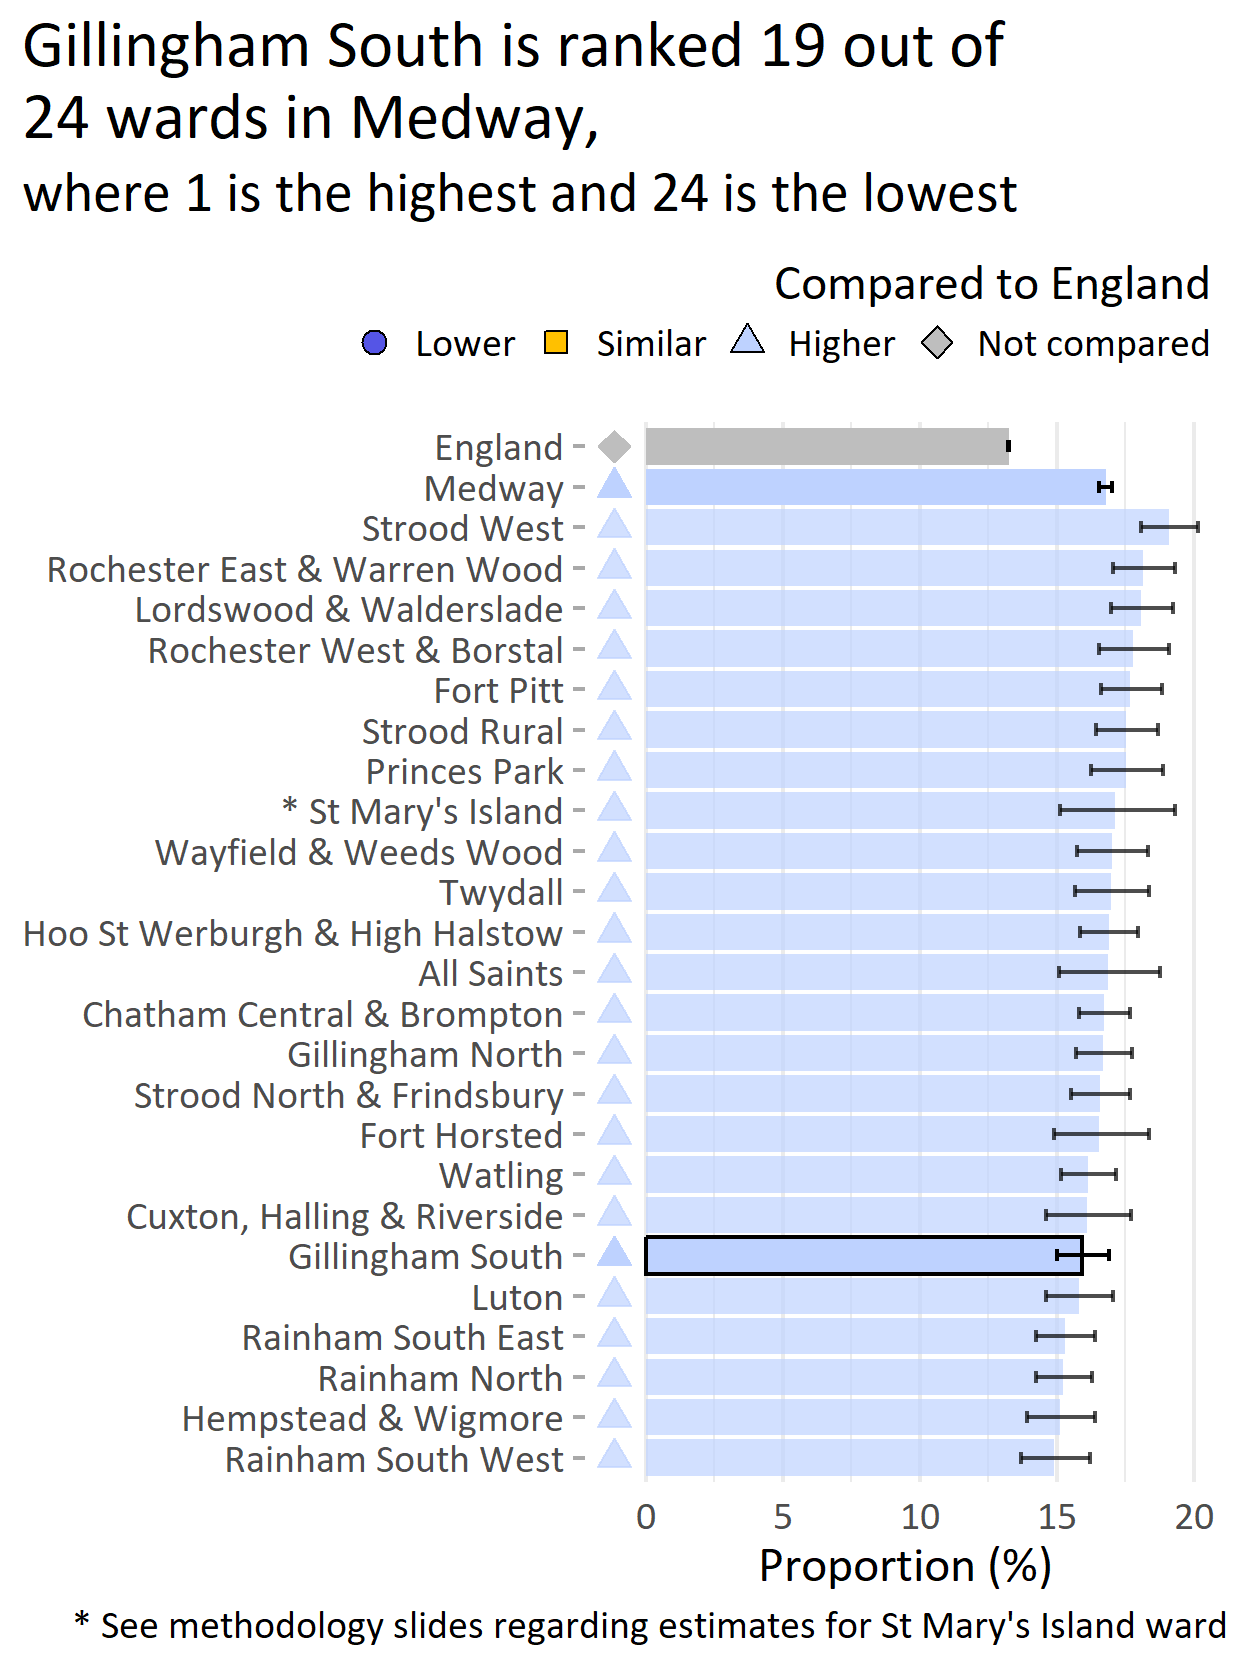 Gillingham South is ranked 19 out of
24 wards in Medway,
where 1 is the highest and 24 is the lowest
Compared to England
Lower Similar Higher Not compared
England
Medway
Strood West
Rochester East & Warren Wood
Lordswood & Walderslade
Rochester West & Borstal
Fort Pitt
Strood Rural
Princes Park
* St Mary's Island
Wayfield & Weeds Wood
Twydall
Hoo St Werburgh & High Halstow
All Saints
Chatham Central & Brompton
Gillingham North
Strood North & Frindsbury
Fort Horsted
Watling
Cuxton, Halling & Riverside
Gillingham South
Luton
Rainham South East
Rainham North
Hempstead & Wigmore
Rainham South West
0 5 10 15 20
Proportion (%)
* See methodology slides regarding estimates for St Mary's Island ward